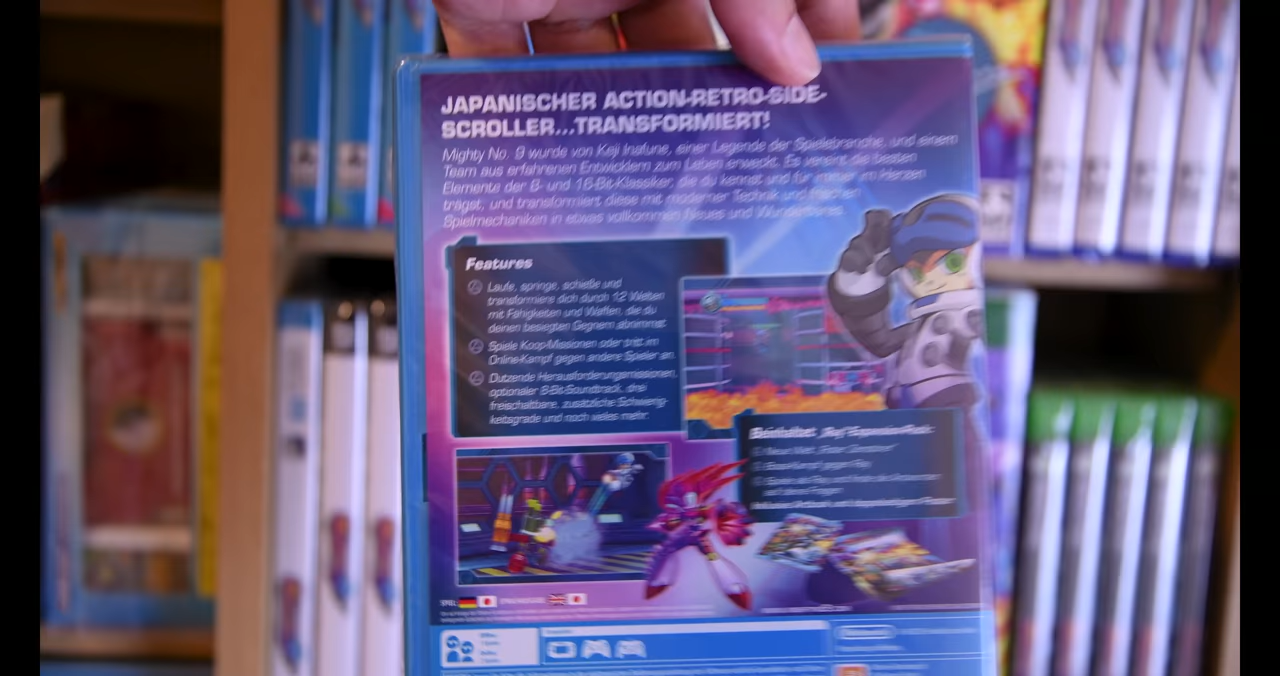 JAPANISCHER ACTION-RETRO-SIDE-
SCROLLER...TRANSFORMIERT!
Mighty No. 9 wurde von Keiji Inafune, einer Legende der Spielebranche, und einem
Team aus erfahrenen Entwicklern zum Leben erweckt. Es vereint die besten
Elemente der 8- und 16-Bit-Klassiker, die du kennst und für immer im Herzen
trägst, und transformiert diese mit moderner Technik und frischen
Spielmechaniken in etwas vollkommen Neues und Wunderbares.
Features
Laufe, springe, schieße und
transformiere dich durch 12 Welten
mit Fähigkeiten und Waffen, die du
deinen besiegten Gegnern abnimmst.
Spiele Koop-Missionen oder tritt im
Online-Kampf gegen andere Spieler an.
Dutzende Herausforderungsmissionen,
optionaler 8-Bit-Soundtrack, drei
freischaltbare, zusätzliche Schwierig-
keitsgrade und noch vieles mehr.
Beinhaltet „Ray"-Expansion-Pack:
Nintendo